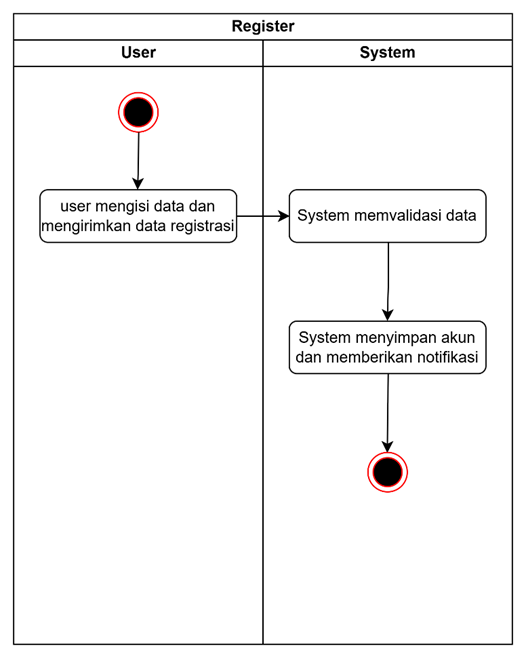 Register
User
System
user mengisi data dan
mengirimkan data registrasi
System memvalidasi data
System menyimpan akun
dan memberikan notifikasi